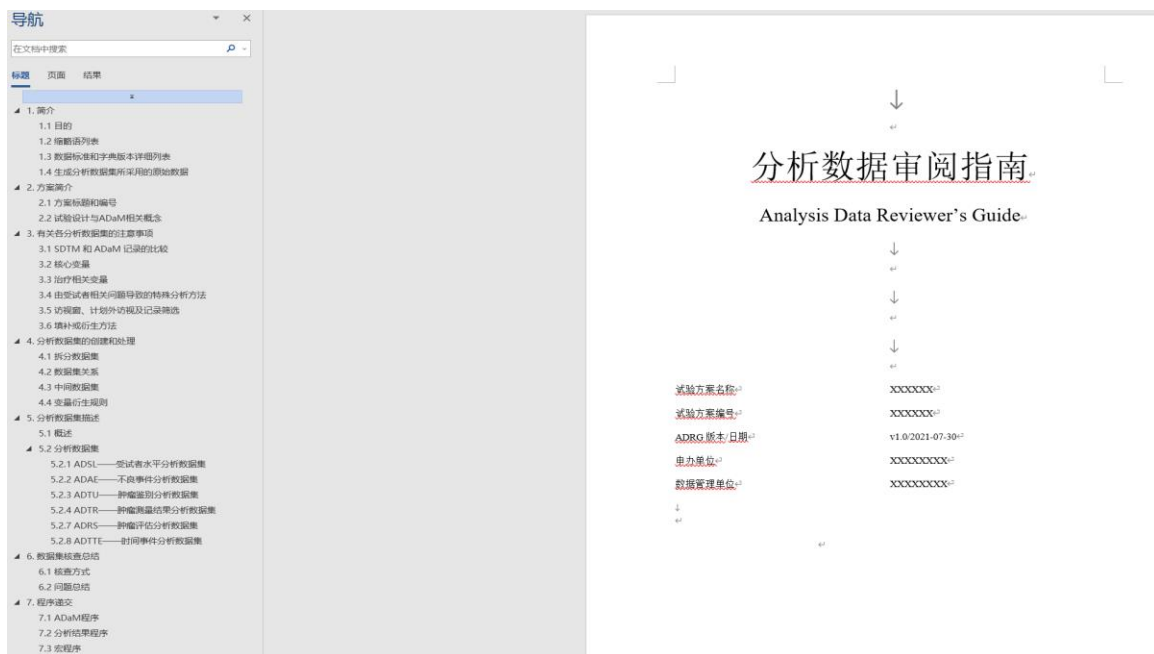 导航
在文档中搜索
标题 页面 结果
1. 简介
1.1 目的
1.2 缩略语列表
1.3 数据标准和字典版本详细列表
1.4 生成分析数据集所采用的原始数据
2. 方案简介
2.1 方案标题和编号
2.2 试验设计与ADaM相关概念
3. 有关各分析数据集的注意事项
3.1 SDTM 和 ADaM 记录的比较
3.2 核心变量
3.3 治疗相关变量
3.4 由受试者相关问题导致的特殊分析方法
3.5 访视窗、计划外访视及记录筛选
3.6 填补或衍生方法
4. 分析数据集的创建和处理
4.1 拆分数据集
4.2 数据集关系
4.3 中间数据集
4.4 变量衍生规则
5. 分析数据集描述
5.1 概述
5.2 分析数据集
5.2.1 ADSL——受试者水平分析数据集
5.2.2 ADAE——不良事件分析数据集
5.2.3 ADTU——肿瘤鉴别分析数据集
5.2.4 ADTR——肿瘤测量结果分析数据集
5.2.7 ADRS——肿瘤评估分析数据集
5.2.8 ADTTE——时间事件分析数据集
6. 数据集核查总结
6.1 核查方式
6.2 问题总结
7. 程序递交
7.1 ADaM程序
7.2 分析结果程序
7.3 宏程序
分析数据审阅指南
Analysis Data Reviewer's Guide
试验方案名称 XXXXXX
试验方案编号 XXXXXX
ADRG 版本/日期 v1.0/2021-07-30
申办单位 XXXXXXXX
数据管理单位 XXXXXXXX